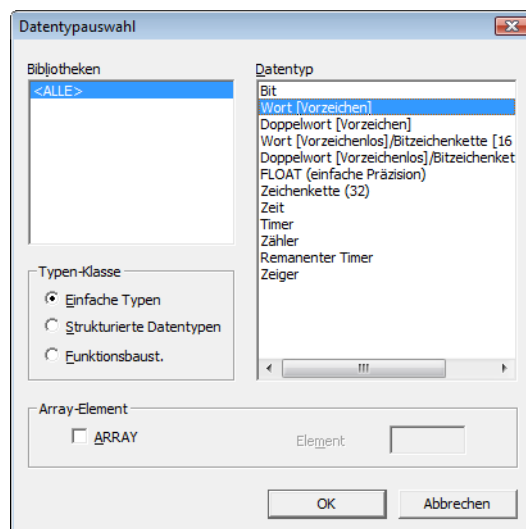 Datentypauswahl
Bibliotheken
<ALLE>
Datentyp
Bit
Wort [Vorzeichen]
Doppelwort [Vorzeichen]
Wort [Vorzeichenlos]/Bitzeichenkette [16
Doppelwort [Vorzeichenlos]/Bitzeichenket
FLOAT (einfache Präzision)
Zeichenkette (32)
Zeit
Timer
Zähler
Remanenter Timer
Zeiger
Typen-Klasse
Einfache Typen
Strukturierte Datentypen
Funktionsbaust.
Array-Element
ARRAY
Element
OK
Abbrechen